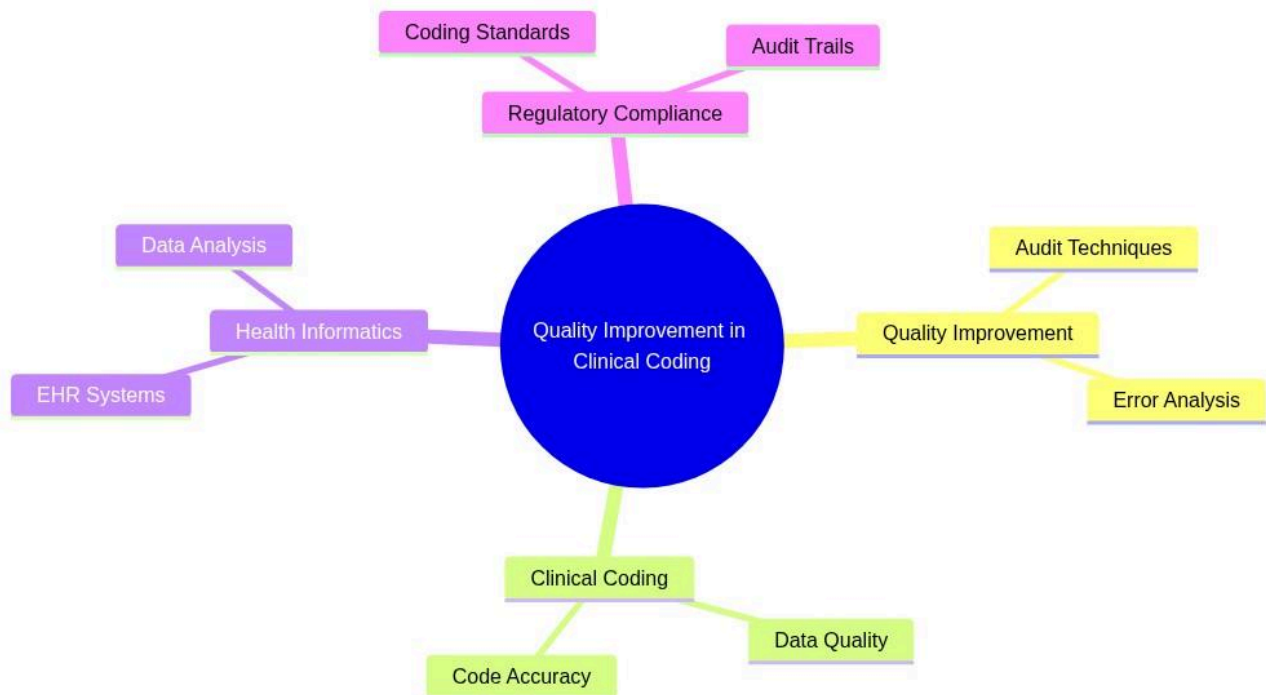 Coding Standards
Audit Trails
Regulatory Compliance
Data Analysis
Health Informatics
EHR Systems
Quality Improvement in
Clinical Coding
Audit Techniques
Quality Improvement
Error Analysis
Clinical Coding
Data Quality
Code Accuracy